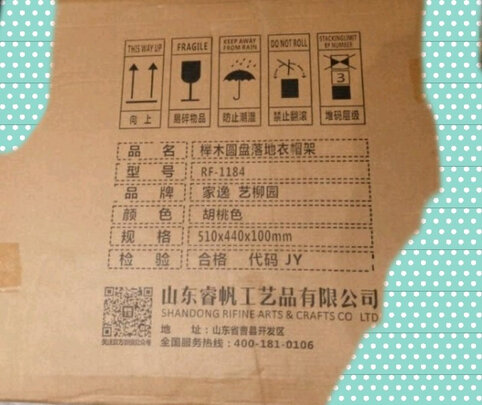 THIS WAY UP FRAGILE KEEP AWAY FROM RAIN DO NOT ROLL STACKING LIMIT BY NUMBER
3
向 上 易碎物品 防止潮湿 禁止翻滚 堆码层级
品 名 榉木圆盘落地衣帽架
型 号 RF-1184
品 牌 家逸 艺柳园
颜 色 胡桃色
规 格 510x440x100mm
检 验 合格 代码 JY
山东睿帆工艺品有限公司
SHANDONG RIFINE ARTS & CRAFTS CO LTD
地 址：山东省曹县开发区
全国服务热线：400-181-0106